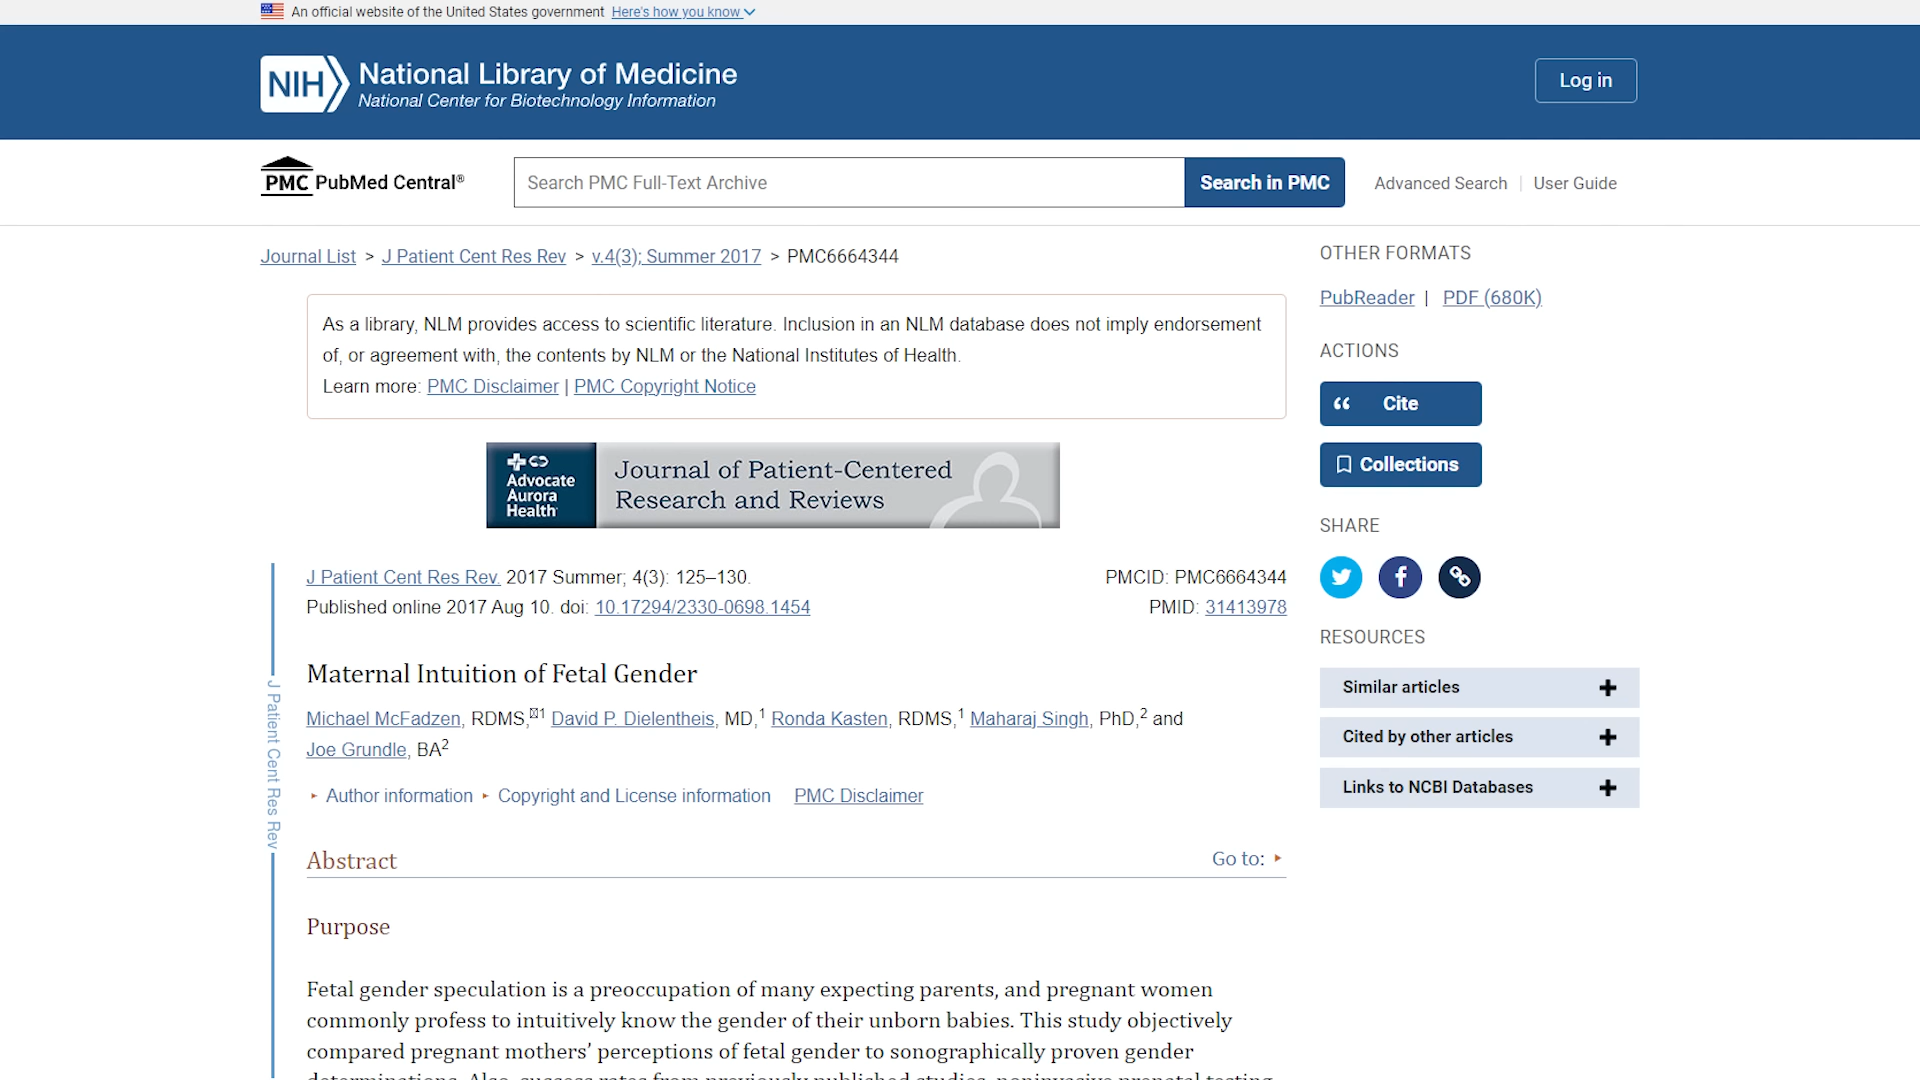 An official website of the United States government Here's how you know
NIH National Library of Medicine
National Center for Biotechnology Information
Log in
PMC PubMed Central®
Search PMC Full-Text Archive
Search in PMC
Advanced Search | User Guide
Journal List > J Patient Cent Res Rev > v.4(3); Summer 2017 > PMC6664344
As a library, NLM provides access to scientific literature. Inclusion in an NLM database does not imply endorsement
of, or agreement with, the contents by NLM or the National Institutes of Health.
Learn more: PMC Disclaimer | PMC Copyright Notice
Advocate
Aurora
Health
Journal of Patient-Centered
Research and Reviews
J Patient Cent Res Rev. 2017 Summer; 4(3): 125–130.
Published online 2017 Aug 10. doi: 10.17294/2330-0698.1454
PMCID: PMC6664344
PMID: 31413978
Maternal Intuition of Fetal Gender
Michael McFadzen, RDMS,1 David P. Dielentheis, MD,1 Ronda Kasten, RDMS,1 Maharaj Singh, PhD,2 and
Joe Grundle, BA2
Author information Copyright and License information PMC Disclaimer
Abstract
Go to:
Purpose
Fetal gender speculation is a preoccupation of many expecting parents, and pregnant women
commonly profess to intuitively know the gender of their unborn babies. This study objectively
compared pregnant mothers’ perceptions of fetal gender to sonographically proven gender
determinations. Also, success rates from previously published studies, noninvasive prenatal testing
J Patient Cent Res Rev
OTHER FORMATS
PubReader | PDF (680K)
ACTIONS
Cite
Collections
SHARE
RESOURCES
Similar articles
Cited by other articles
Links to NCBI Databases